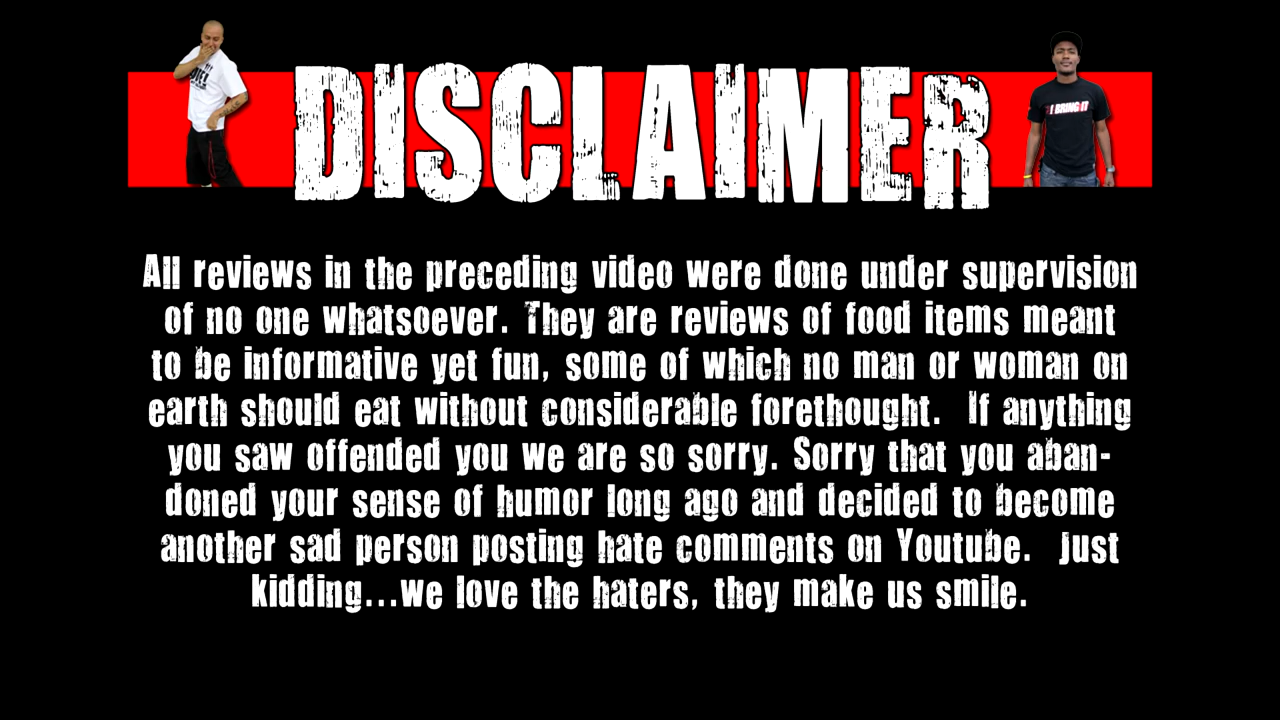 DISCLAIMER
I BRING IT
All reviews in the preceding video were done under supervision
of no one whatsoever. They are reviews of food items meant
to be informative yet fun, some of which no man or woman on
earth should eat without considerable forethought. If anything
you saw offended you we are so sorry. Sorry that you aban-
doned your sense of humor long ago and decided to become
another sad person posting hate comments on Youtube. Just
kidding...we love the haters, they make us smile.